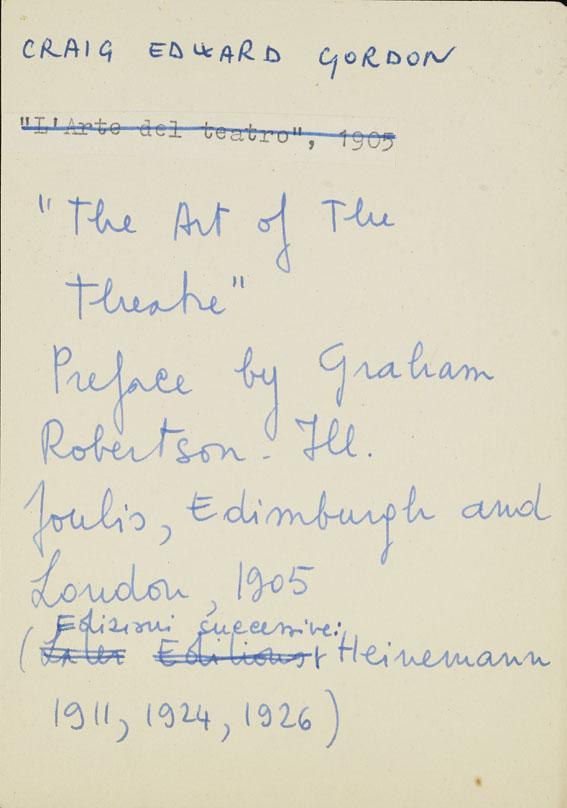 CRAIG EDWARD GORDON
"L'Arte del teatro", 1905
"The Art of The
Theatre"
Preface by Graham
Robertson - Ill.
Foulis, Edimburgh and
London, 1905
Edizioni successive:
(Later Editions: Heinemann
1911, 1924, 1926)